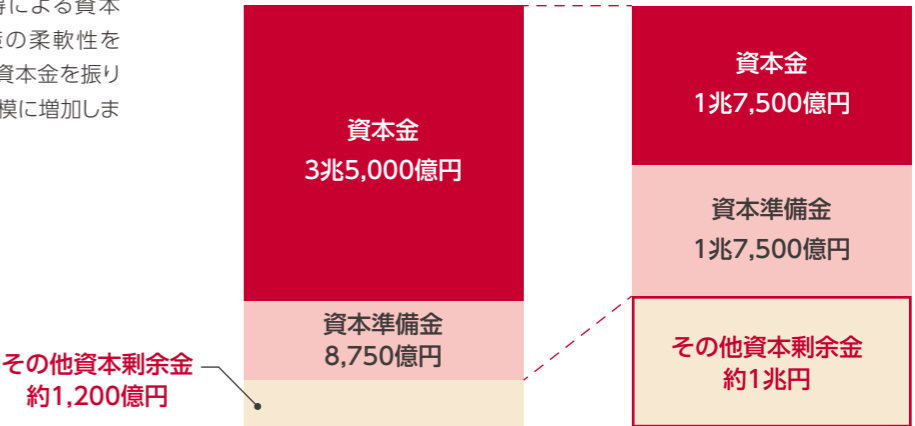 得による資本
策の柔軟性を
資本金を振り
模に増加しま
資本金
3兆5,000億円
資本準備金
8,750億円
その他資本剰余金
約1,200億円
資本金
1兆7,500億円
資本準備金
1兆7,500億円
その他資本剰余金
約1兆円